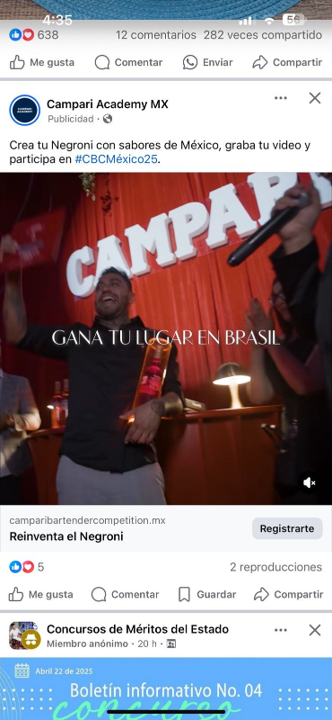 4:35
5
638
12 comentarios 282 veces compartido
Me gusta Comentar Enviar Compartir
CAMPARI ACADEMY
Campari Academy MX
Publicidad
Crea tu Negroni con sabores de México, graba tu video y
participa en #CBCMéxico25.
CAMPARI
GANA TU LUGAR EN BRASIL
camparibartendercompetition.mx
Reinventa el Negroni
Registrarte
5
2 reproducciones
Me gusta Comentar Guardar Compartir
Concursos de Méritos del Estado
Miembro anónimo · 20 h ·
Abril 22 de 2025
Boletín informativo No. 04
concurso